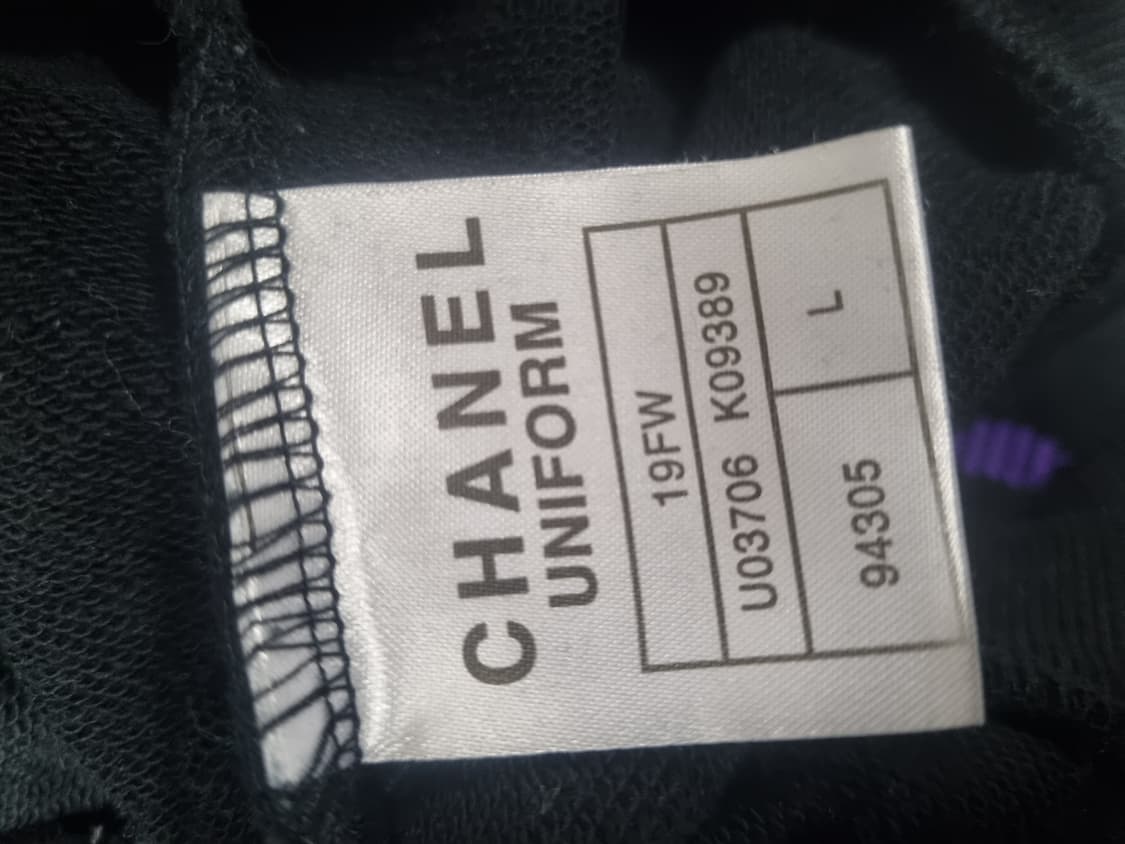 CHANEL
UNIFORM
19FW
U03706 K09389
94305 L